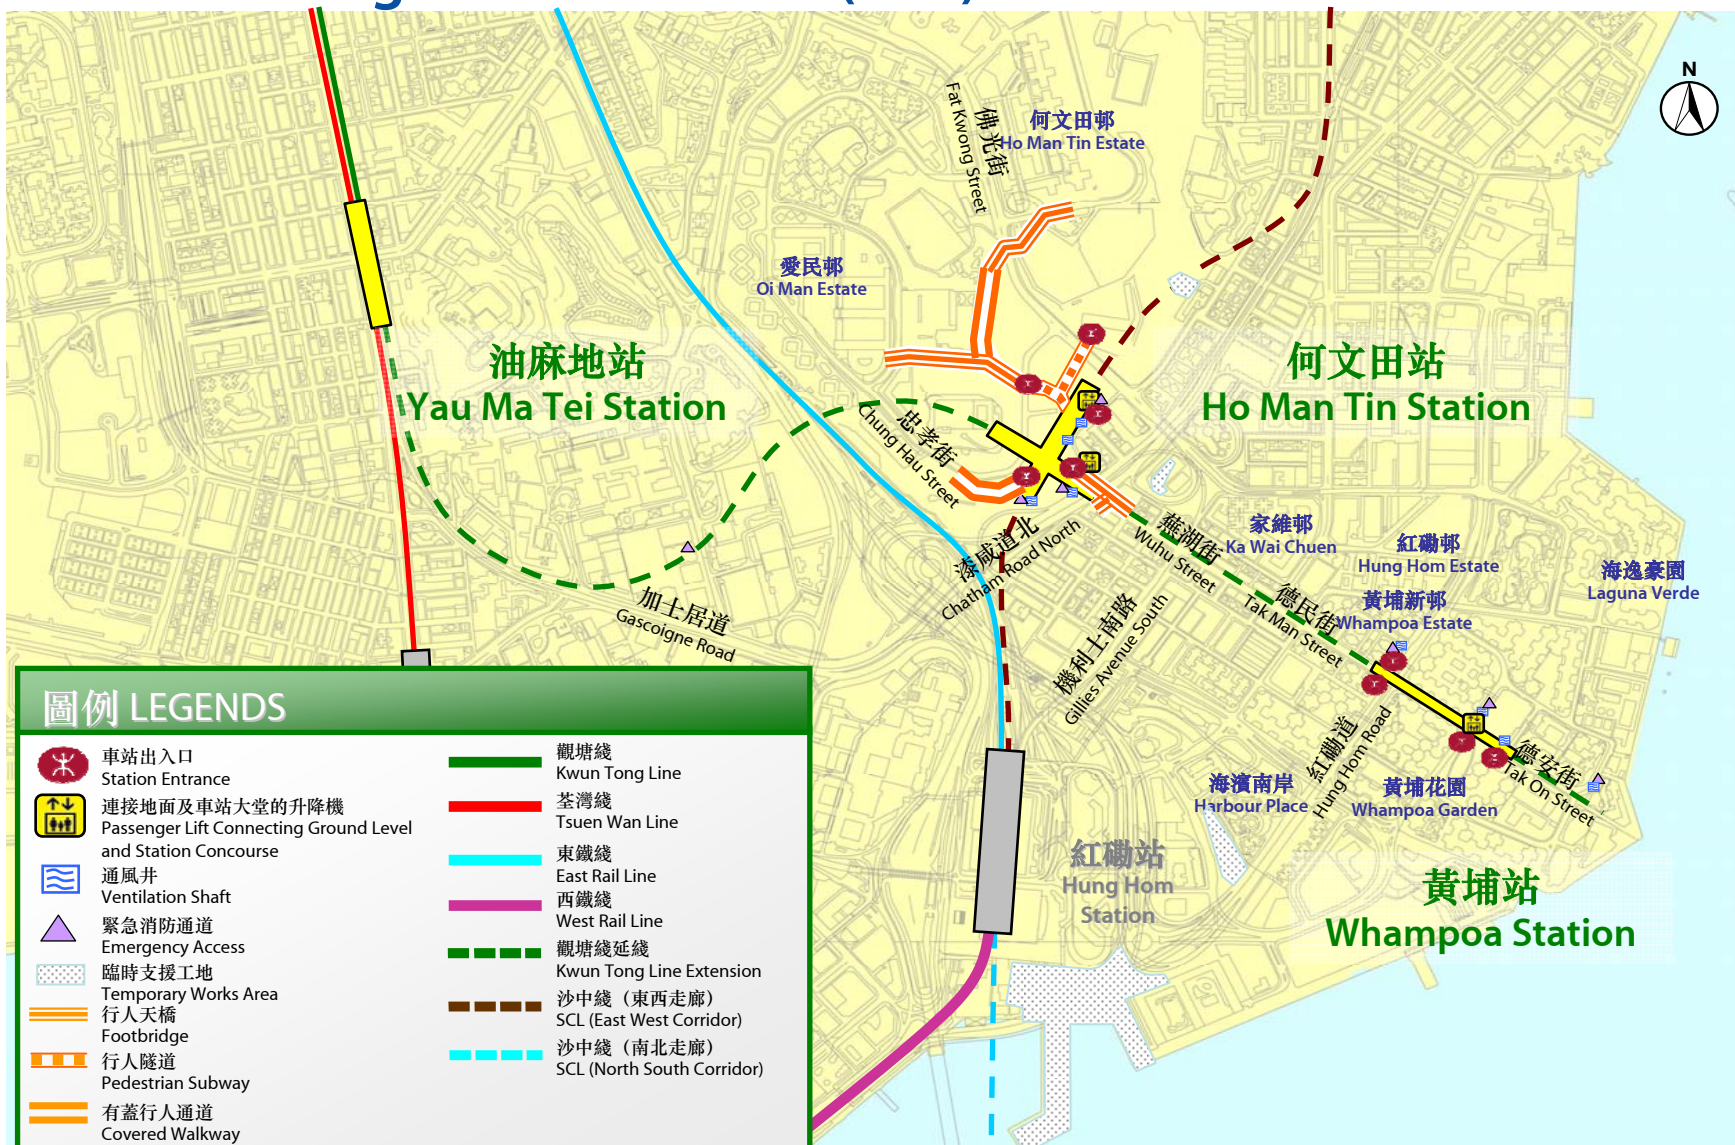 N
佛光街
Fat Kwong Street
何文田邨
Ho Man Tin Estate
愛民邨
Oi Man Estate
油麻地站
Yau Ma Tei Station
何文田站
Ho Man Tin Station
忠孝街
Chung Hau Street
漆咸道北
Chatham Road North
蕪湖街
Wuhu Street
家維邨
Ka Wai Chuen
紅磡邨
Hung Hom Estate
海逸豪園
Laguna Verde
德民街
Tak Man Street
黃埔新邨
Whampoa Estate
加士居道
Gascoigne Road
機利士南路
Gillies Avenue South
紅磡道
Hung Hom Road
德安街
Tak On Street
海濱南岸
Harbour Place
黃埔花園
Whampoa Garden
紅磡站
Hung Hom
Station
黃埔站
Whampoa Station
圖例 LEGENDS
車站出入口
Station Entrance
連接地面及車站大堂的升降機
Passenger Lift Connecting Ground Level
and Station Concourse
通風井
Ventilation Shaft
緊急消防通道
Emergency Access
臨時支援工地
Temporary Works Area
行人天橋
Footbridge
行人隧道
Pedestrian Subway
有蓋行人通道
Covered Walkway
觀塘綫
Kwun Tong Line
荃灣綫
Tsuen Wan Line
東鐵綫
East Rail Line
西鐵綫
West Rail Line
觀塘綫延綫
Kwun Tong Line Extension
沙中綫（東西走廊）
SCL (East West Corridor)
沙中綫（南北走廊）
SCL (North South Corridor)